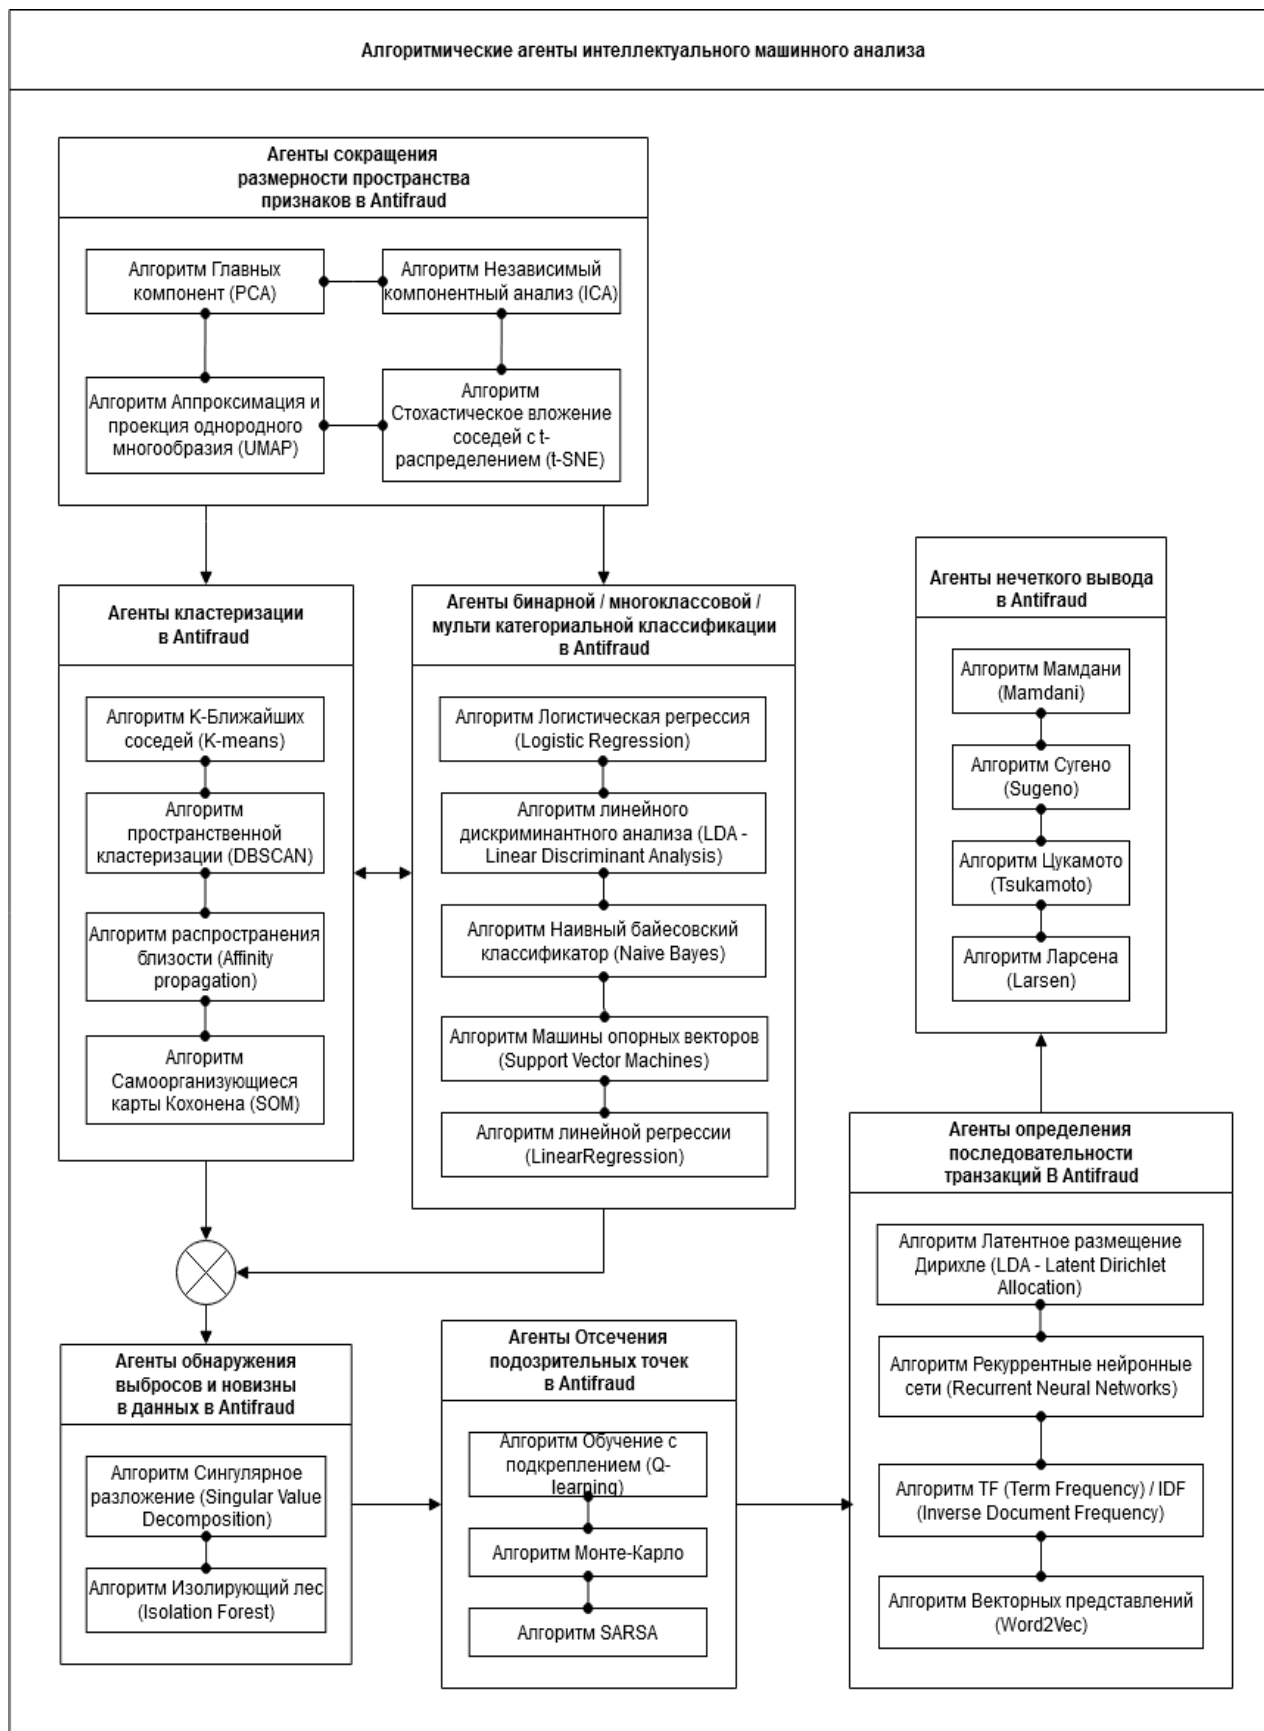 Алгоритмические агенты интеллектуального машинного анализа
Агенты сокращения
размерности пространства
признаков в Antifraud
Алгоритм Главных
компонент (PCA)
Алгоритм Независимый
компонентный анализ (ICA)
Алгоритм Аппроксимация и
проекция однородного
многообразия (UMAP)
Алгоритм
Стохастическое вложение
соседей с t-
распределением (t-SNE)
Агенты кластеризации
в Antifraud
Алгоритм K-Ближайших
соседей (K-means)
Алгоритм
пространственной
кластеризации (DBSCAN)
Алгоритм распространения
близости (Affinity
propagation)
Алгоритм
Самоорганизующиеся
карты Кохонена (SOM)
Агенты бинарной / многоклассовой /
мульти категориальной классификации
в Antifraud
Алгоритм Логистическая регрессия
(Logistic Regression)
Алгоритм линейного
дискриминантного анализа (LDA -
Linear Discriminant Analysis)
Алгоритм Наивный байесовский
классификатор (Naive Bayes)
Алгоритм Машины опорных векторов
(Support Vector Machines)
Алгоритм линейной регрессии
(LinearRegression)
Агенты нечеткого вывода
в Antifraud
Алгоритм Мамдани
(Mamdani)
Алгоритм Сугено
(Sugeno)
Алгоритм Цукамото
(Tsukamoto)
Алгоритм Ларсена
(Larsen)
Агенты обнаружения
выбросов и новизны
в данных в Antifraud
Алгоритм Сингулярное
разложение (Singular Value
Decomposition)
Алгоритм Изолирующий лес
(Isolation Forest)
Агенты Отсечения
подозрительных точек
в Antifraud
Алгоритм Обучение с
подкреплением (Q-
learning)
Алгоритм Монте-Карло
Алгоритм SARSA
Агенты определения
последовательности
транзакций В Antifraud
Алгоритм Латентное размещение
Дирихле (LDA - Latent Dirichlet
Allocation)
Алгоритм Рекуррентные нейронные
сети (Recurrent Neural Networks)
Алгоритм TF (Term Frequency) / IDF
(Inverse Document Frequency)
Алгоритм Векторных представлений
(Word2Vec)